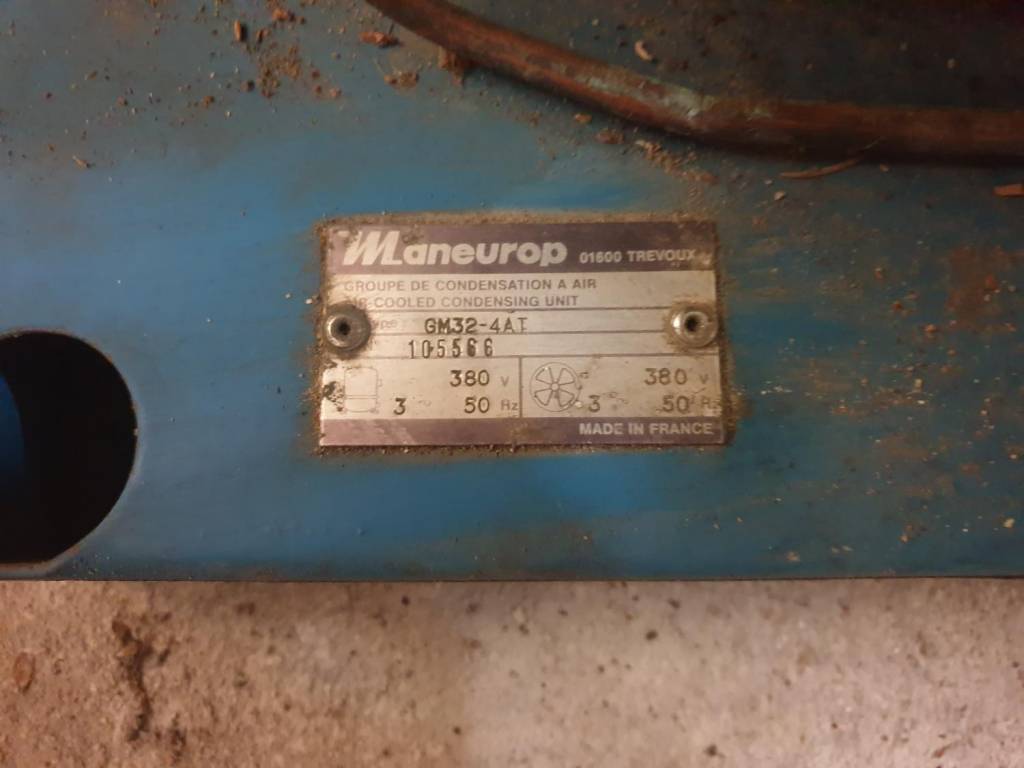 Maneurop 01600 TREVOUX
GROUPE DE CONDENSATION A AIR
AIR-COOLED CONDENSING UNIT
GM32-4AT
105566
380 V 380 V
3 ~ 50 Hz 3 ~ 50 Hz
MADE IN FRANCE